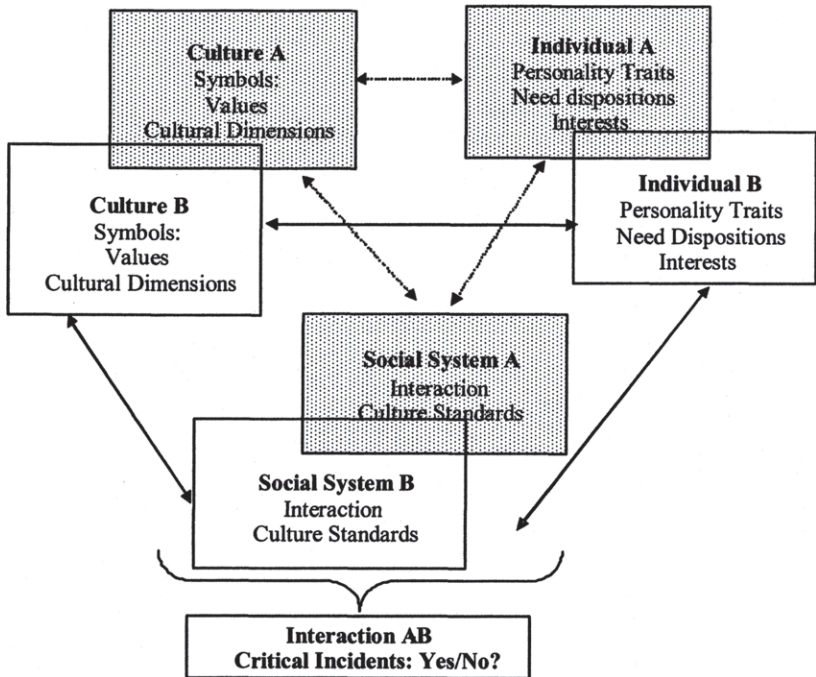 Culture A
Symbols:
Values
Cultural Dimensions
Individual A
Personality Traits
Need dispositions
Interests
Culture B
Symbols:
Values
Cultural Dimensions
Individual B
Personality Traits
Need Dispositions
Interests
Social System A
Interaction
Culture Standards
Social System B
Interaction
Culture Standards
Interaction AB
Critical Incidents: Yes/No?